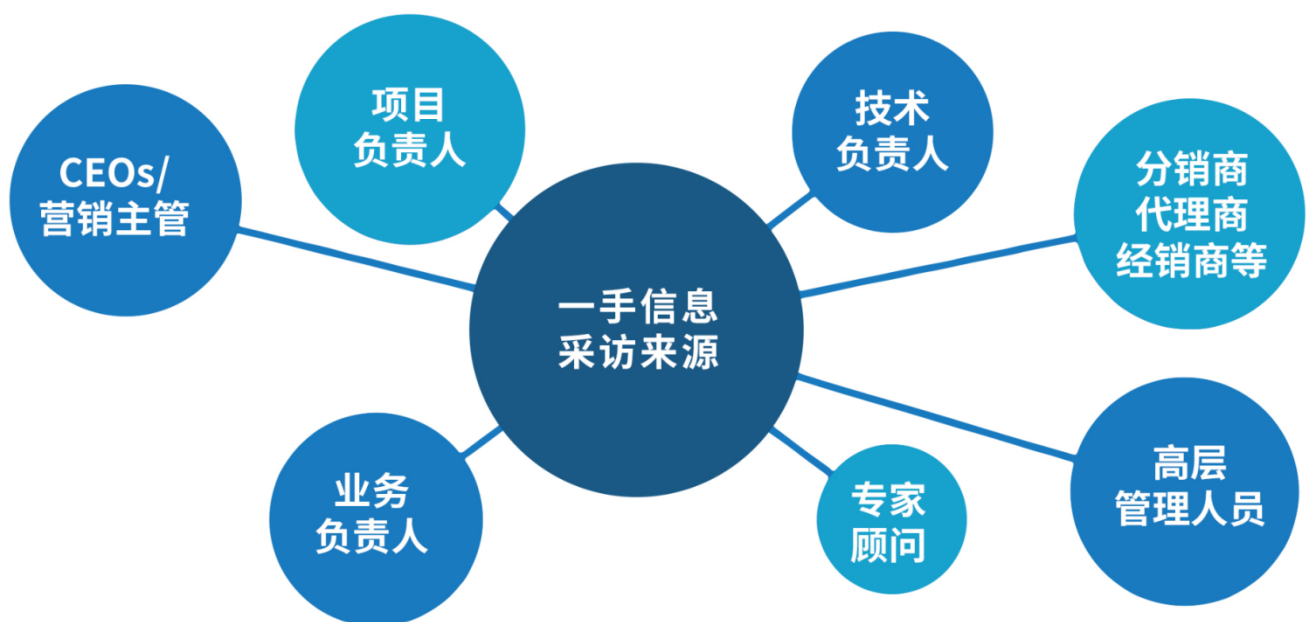 CEOs/
营销主管
项目
负责人
技术
负责人
分销商
代理商
经销商等
一手信息
采访来源
业务
负责人
专家
顾问
高层
管理人员